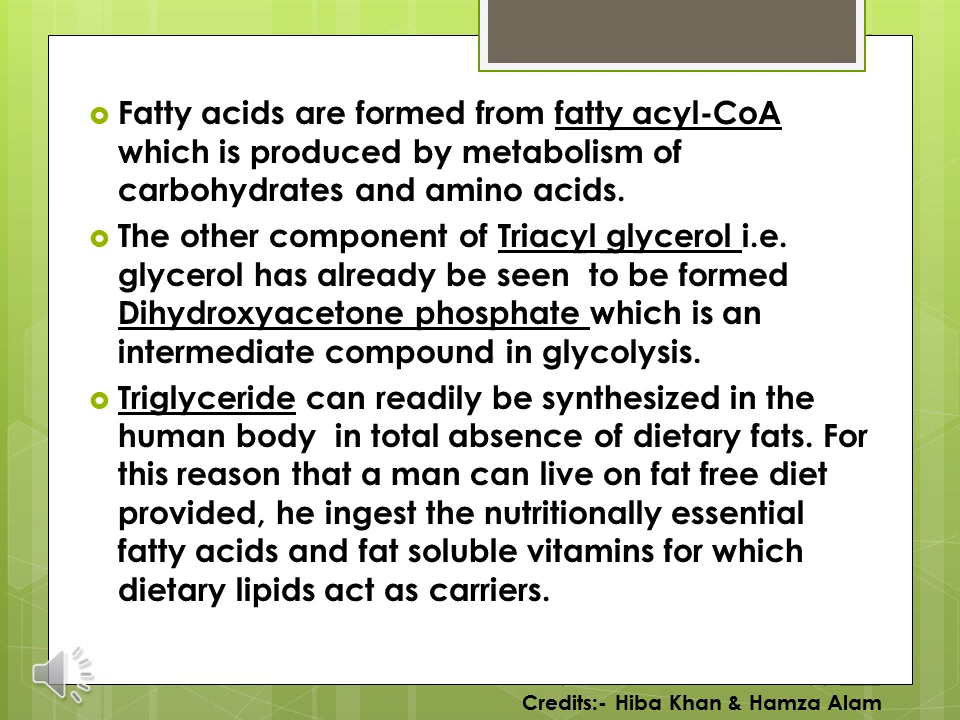 Fatty acids are formed from fatty acyl-CoA
which is produced by metabolism of
carbohydrates and amino acids.
The other component of Triacyl glycerol i.e.
glycerol has already be seen  to be formed
Dihydroxyacetone phosphate which is an
intermediate compound in glycolysis.
Triglyceride can readily be synthesized in the
human body  in total absence of dietary fats. For
this reason that a man can live on fat free diet
provided, he ingest the nutritionally essential
fatty acids and fat soluble vitamins for which
dietary lipids act as carriers.
Credits:- Hiba Khan & Hamza Alam